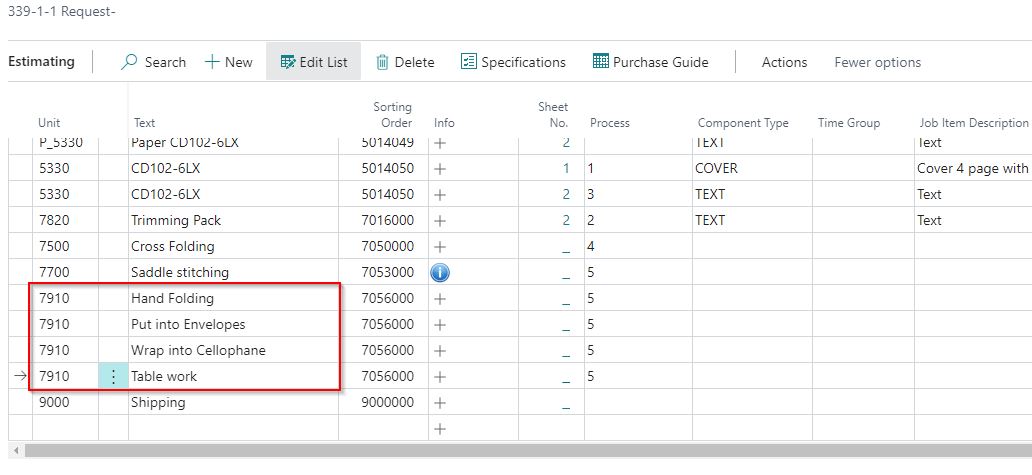 339-1-1 Request-
Estimating Search New Edit List Delete Specifications Purchase Guide Actions Fewer options
Unit Text Sorting Order Info Sheet No. Process Component Type Time Group Job Item Description
P_5330 Paper CD102-6LX 5014049 + 2 TEXT Text
5330 CD102-6LX 5014050 + 1 1 COVER Cover 4 page with
5330 CD102-6LX 5014050 + 2 3 TEXT Text
7820 Trimming Pack 7016000 + 2 2 TEXT Text
7500 Cross Folding 7050000 + _ 4
7700 Saddle stitching 7053000 i _ 5
7910 Hand Folding 7056000 + _ 5
7910 Put into Envelopes 7056000 + _ 5
7910 Wrap into Cellophane 7056000 + _ 5
7910 Table work 7056000 + _ 5
9000 Shipping 9000000 + _
+